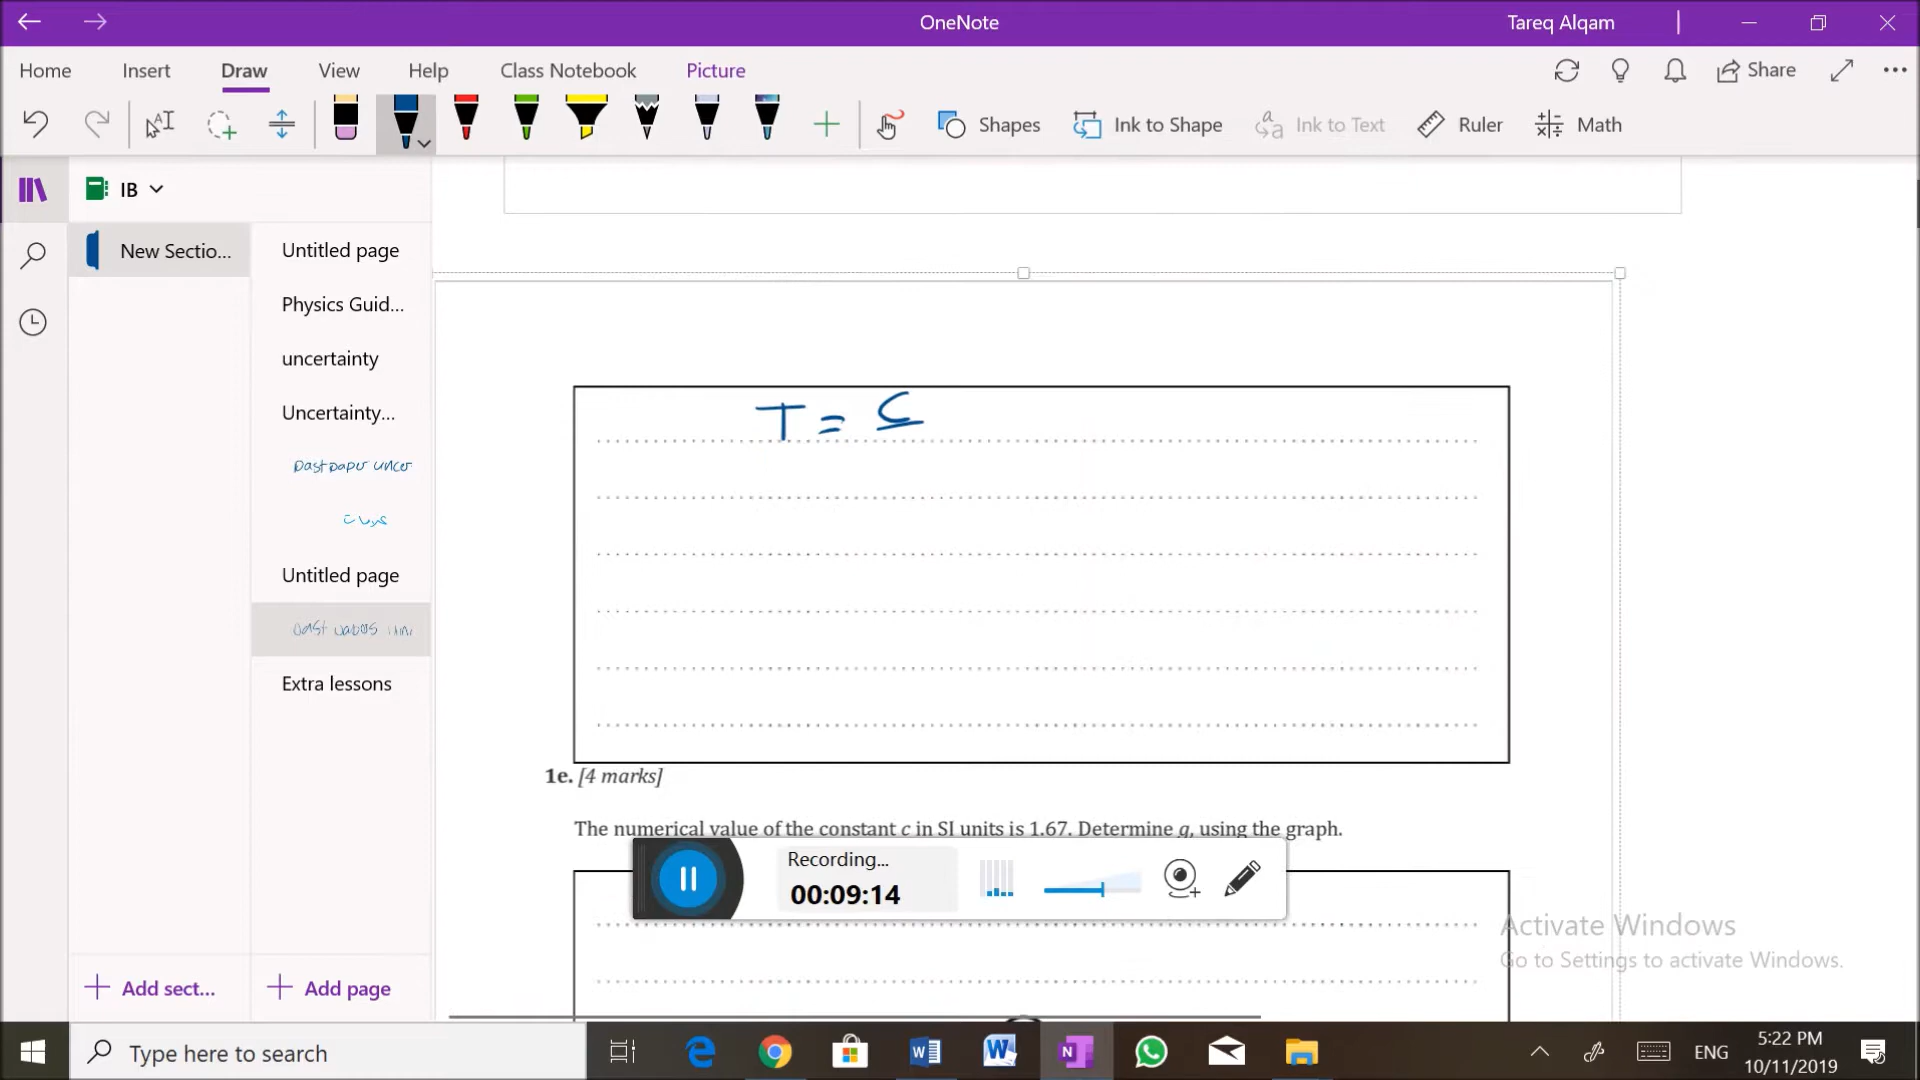 OneNote
Tareq Alqam
Home Insert Draw View Help Class Notebook Picture
Share
Shapes Ink to Shape Ink to Text Ruler Math
IB
New Sectio...
Untitled page
Physics Guid...
uncertainty
Uncertainty...
Untitled page
Extra lessons
Add sect...
Add page
T = c
1e. [4 marks]
The numerical value of the constant c in SI units is 1.67. Determine g, using the graph.
Recording...
00:09:14
Activate Windows
Go to Settings to activate Windows.
Type here to search
ENG
5:22 PM
10/11/2019